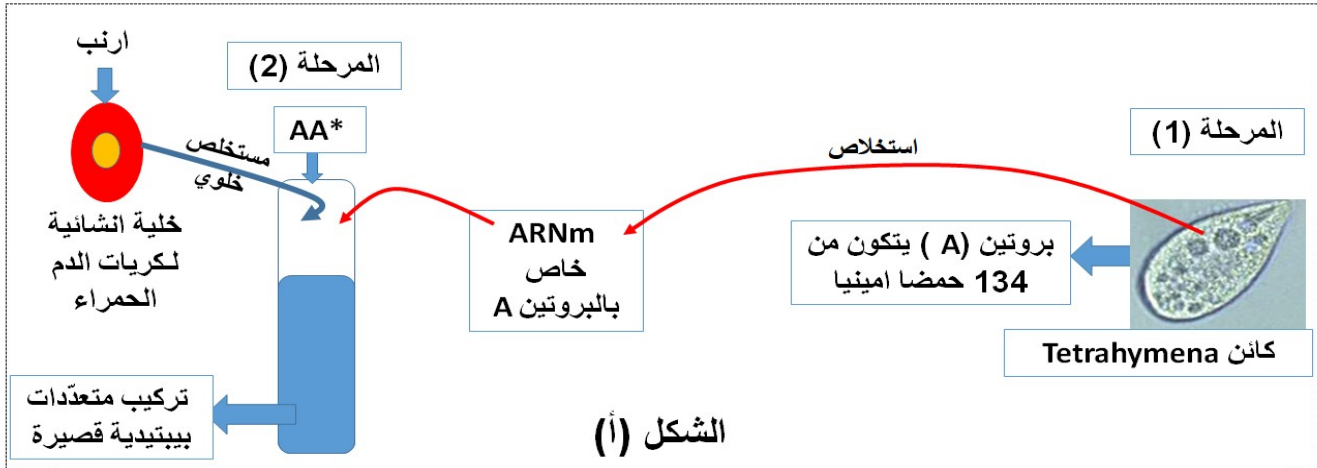 ارنب
المرحلة (2)
AA*
مستخلص
خلوي
خلية انشائية
لكريات الدم
الحمراء
تركيب متعدّدات
بيبتيدية قصيرة
استخلاص
ARNm
خاص
بالبروتين A
المرحلة (1)
بروتين (A ) يتكون من
134 حمضا امينيا
كائن Tetrahymena
الشكل (أ)